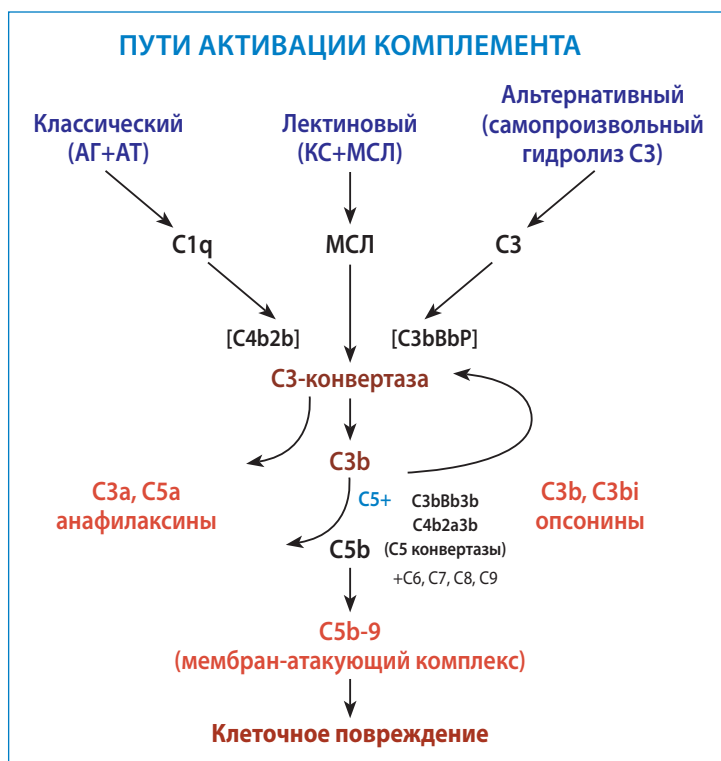 ПУТИ АКТИВАЦИИ КОМПЛЕМЕНТА
Классический
(АГ+АТ)
Лектиновый
(КС+МСЛ)
Альтернативный
(самопроизвольный
гидролиз С3)
C1q
МСЛ
С3
[C4b2b]
[C3bBbP]
С3-конвертаза
C3b
C3a, C5a
анафилаксины
C5+
C3bBb3b
C4b2a3b
(C5 конвертазы)
C3b, C3bi
опсонины
C5b
+C6, C7, C8, C9
C5b-9
(мембран-атакующий комплекс)
Клеточное повреждение